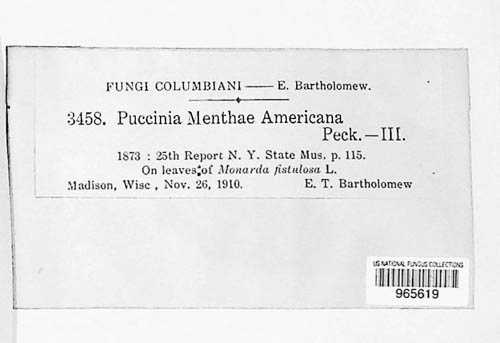 FUNGI COLUMBIANI — E. Bartholomew.
3458. Puccinia Menthae Americana
Peck. — III.
1873 : 25th Report N. Y. State Mus. p. 115.
On leaves of Monarda fistulosa L.
Madison, Wisc , Nov. 26, 1910. E. T. Bartholomew
US NATIONAL FUNGUS COLLECTIONS
965619